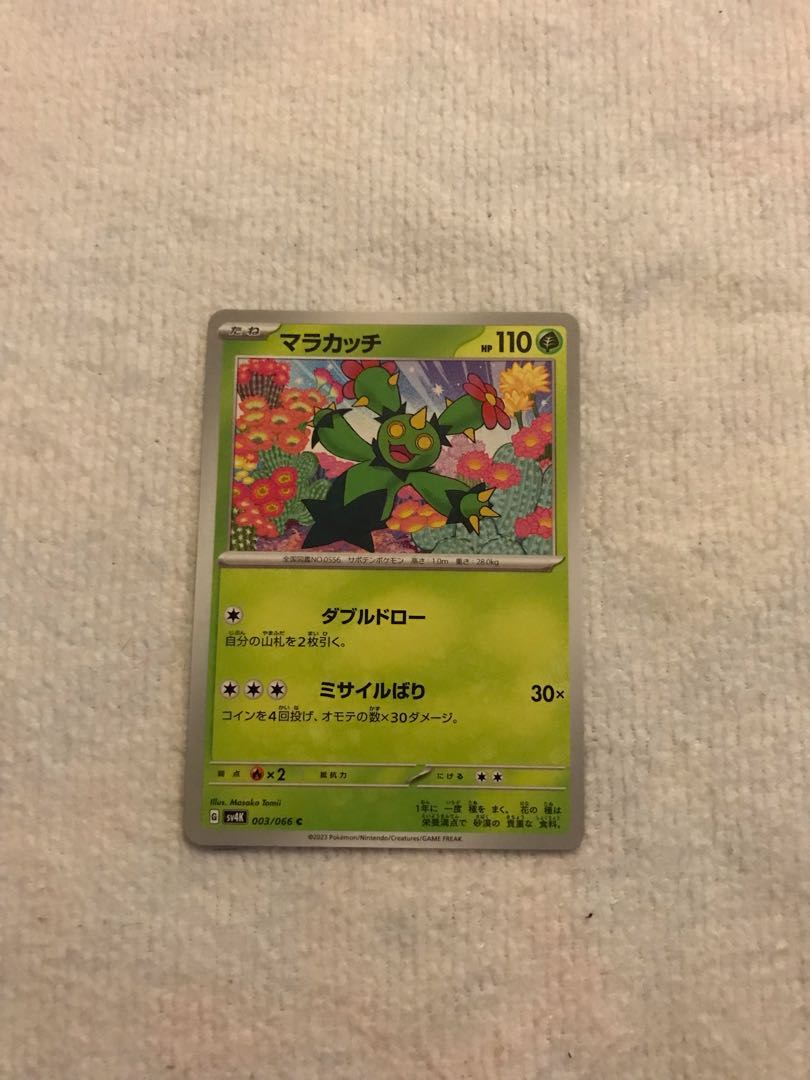 たね マラカッチ HP 110
全国図鑑NO.0556 サボテンポケモン 高さ:1.0m 重さ:28.0kg
ダブルドロー
自分の山札を2枚引く。
ミサイルばり 30×
コインを4回投げ、オモテの数×30ダメージ。
弱点 ×2 抵抗力 にげる
Illus. Masako Tomii
G sv4K 003/066 C
1年に 一度 種を まく。 花の 種は
栄養満点で 砂漠の 貴重な 食料。
©2023 Pokémon/Nintendo/Creatures/GAME FREAK